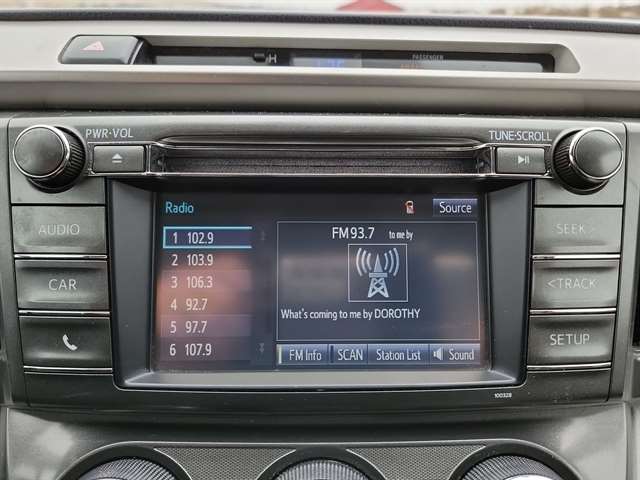 PASSENGER
PWR·VOL
TUNE·SCROLL
AUDIO
CAR
Radio
Source
1 102.9
2 103.9
3 106.3
4 92.7
5 97.7
6 107.9
FM93.7 to me by
What's coming to me by DOROTHY
FM Info SCAN Station List Sound
SEEK>
<TRACK
SETUP
100328